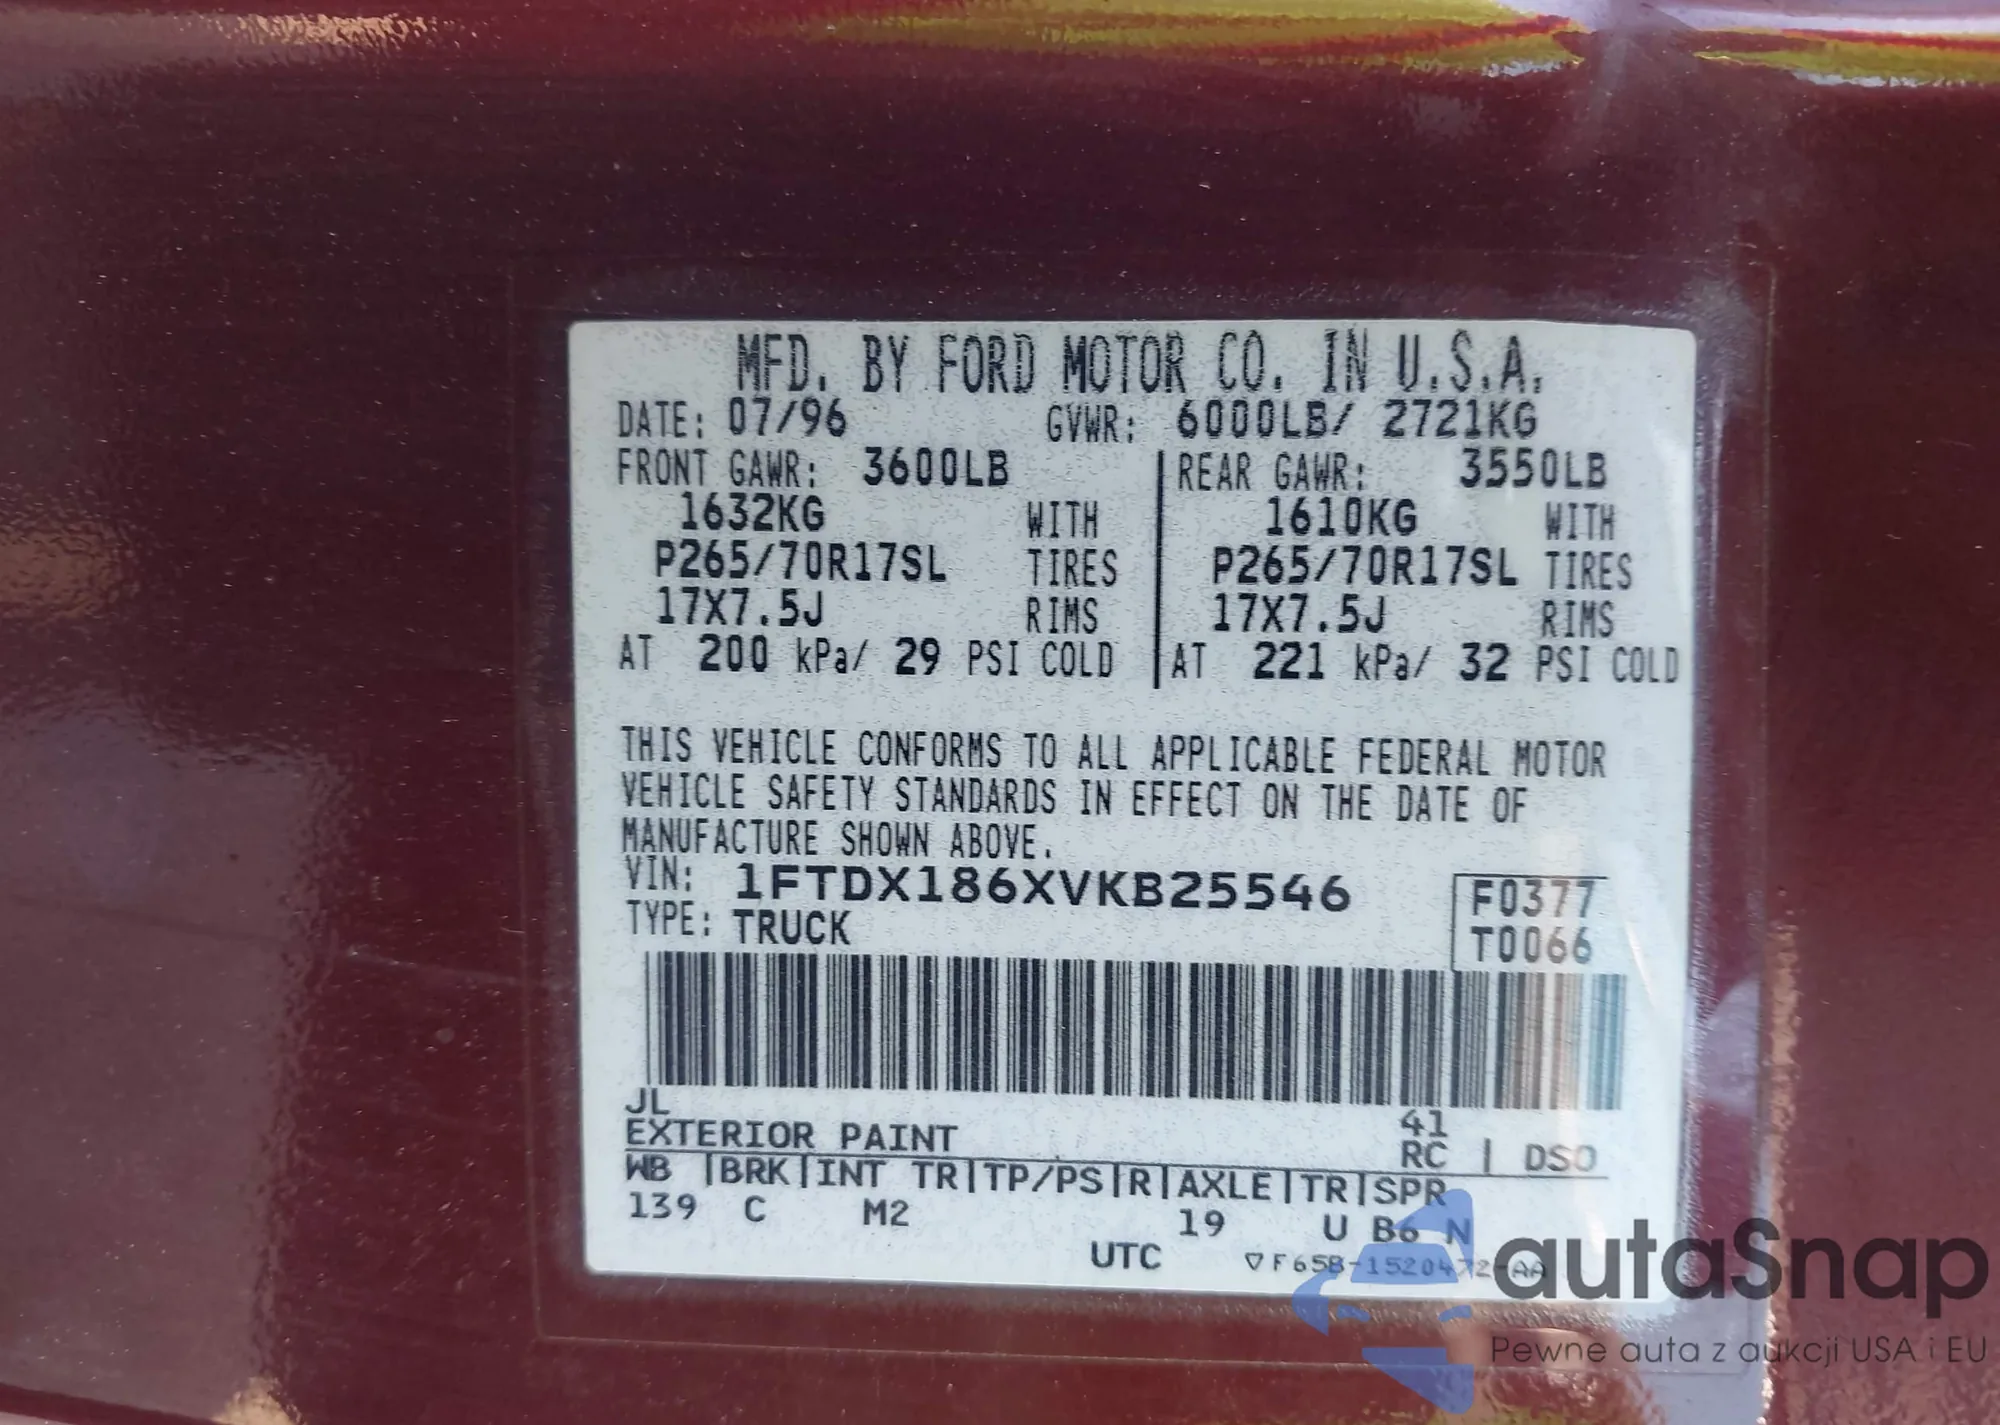 MFD. BY FORD MOTOR CO. IN U.S.A.
DATE: 07/96 GVWR: 6000LB/ 2721KG
FRONT GAWR: 3600LB REAR GAWR: 3550LB
1632KG WITH 1610KG WITH
P265/70R17SL TIRES P265/70R17SL TIRES
17X7.5J RIMS 17X7.5J RIMS
AT 200 kPa/ 29 PSI COLD AT 221 kPa/ 32 PSI COLD
THIS VEHICLE CONFORMS TO ALL APPLICABLE FEDERAL MOTOR
VEHICLE SAFETY STANDARDS IN EFFECT ON THE DATE OF
MANUFACTURE SHOWN ABOVE.
VIN: 1FTDX186XVKB25546 F0377
TYPE: TRUCK T0066
JL 41
EXTERIOR PAINT RC | DSO
WB |BRK|INT TR|TP/PS|R|AXLE|TR|SPR
139 C M2 19 U B6 N
UTC ▽F65B-1520472-AA
autaSnap
Pewne auta z aukcji USA i EU